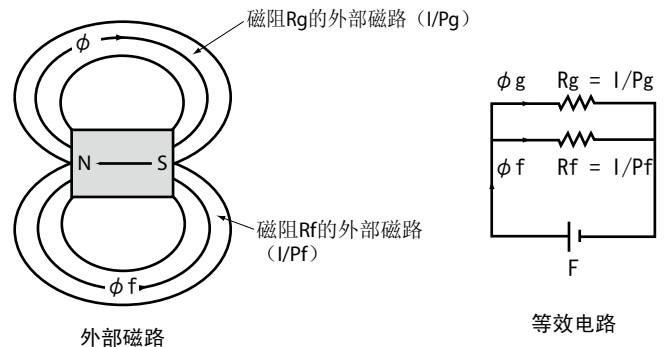 磁阻Rg的外部磁路（I/Pg）
ϕ
N
S
磁阻Rf的外部磁路
（I/Pf）
ϕf
外部磁路
ϕg Rg = I/Pg
ϕf Rf = I/Pf
F
等效电路